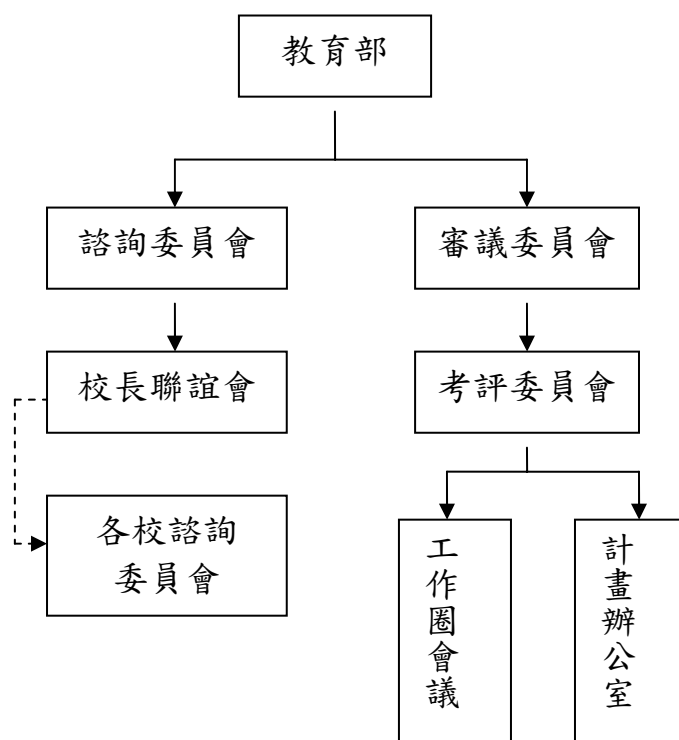 教育部
諮詢委員會
審議委員會
校長聯誼會
考評委員會
各校諮詢
委員會
工作圈會議
計畫辦公室